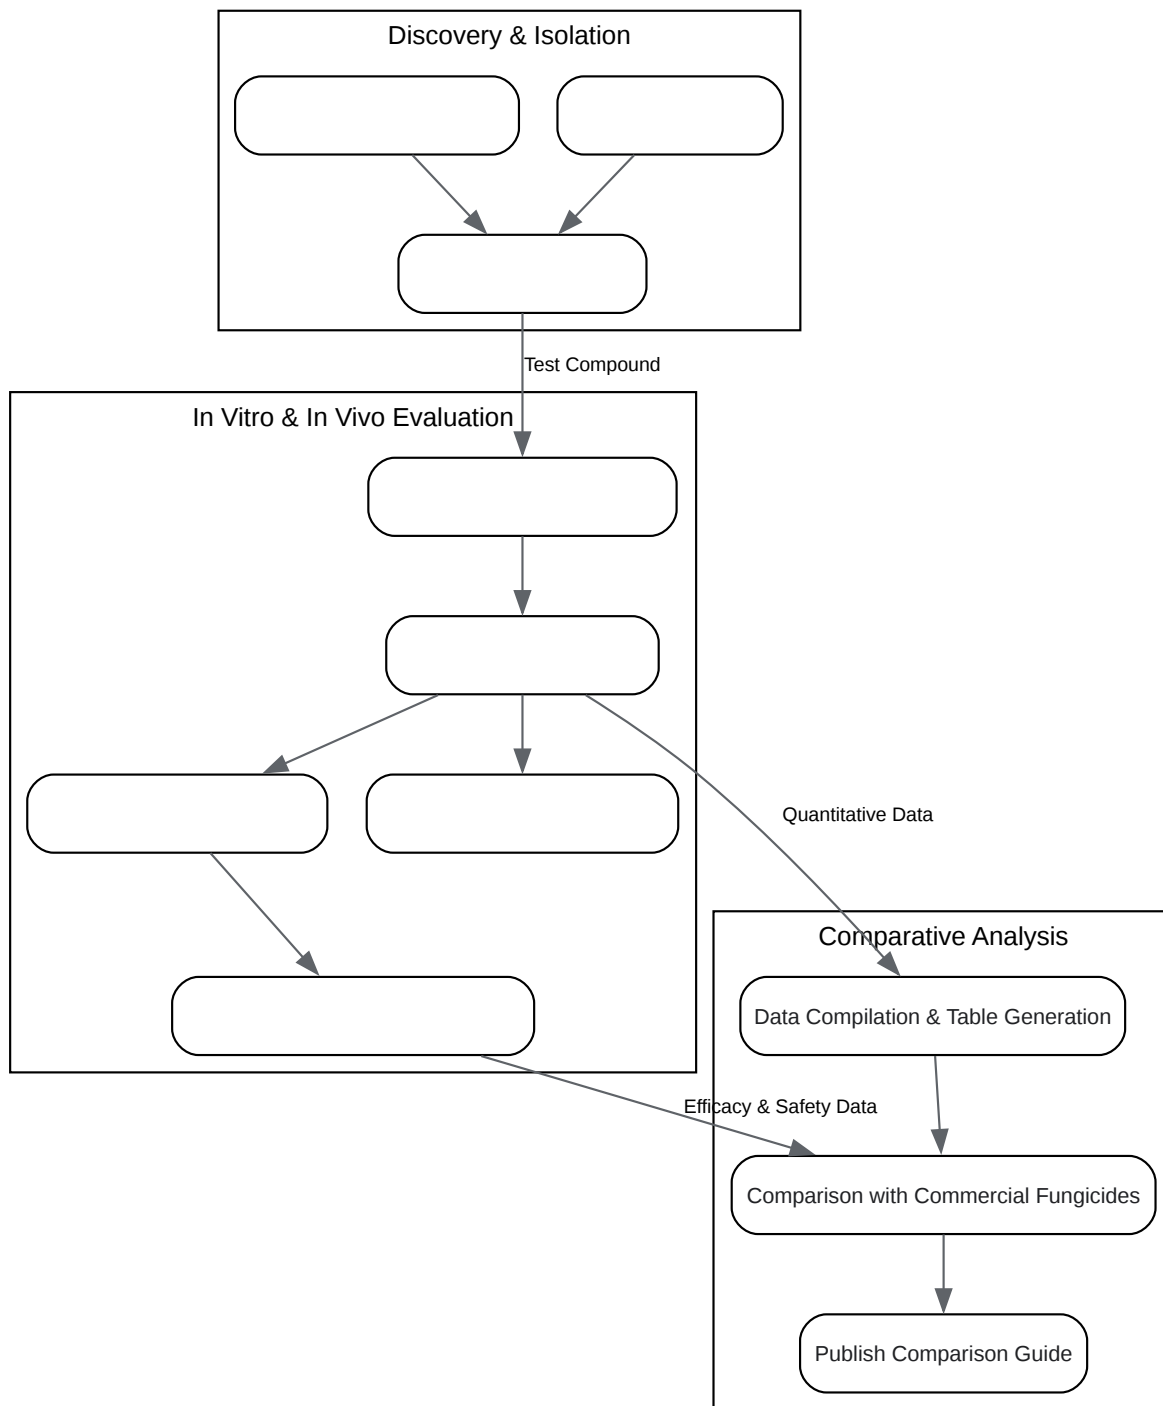 Discovery & Isolation
Test Compound
In Vitro & In Vivo Evaluation
Quantitative Data
Comparative Analysis
Data Compilation & Table Generation
Efficacy & Safety Data
Comparison with Commercial Fungicides
Publish Comparison Guide